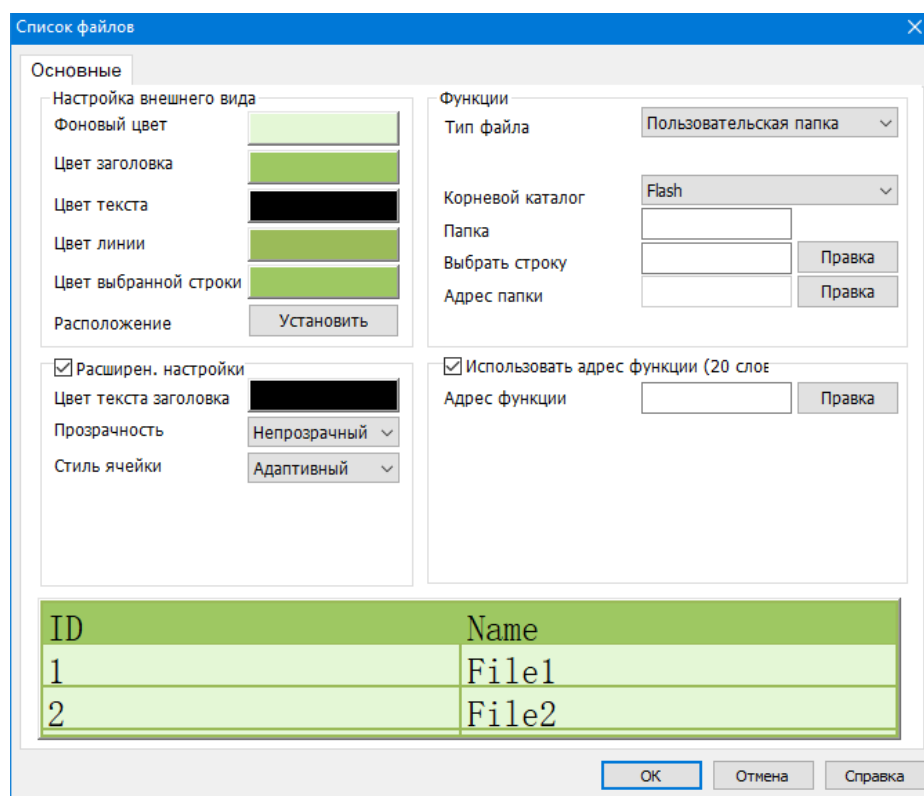 Список файлов
Основные
Настройка внешнего вида
Фоновый цвет
Цвет заголовка
Цвет текста
Цвет линии
Цвет выбранной строки
Расположение Установить
Функции
Тип файла Пользовательская папка
Корневой каталог Flash
Папка
Выбрать строку Правка
Адрес папки Правка
Расширен. настройки
Цвет текста заголовка
Прозрачность Непрозрачный
Стиль ячейки Адаптивный
Использовать адрес функции (20 слов
Адрес функции Правка
ID Name
1 File1
2 File2
OK Отмена Справка